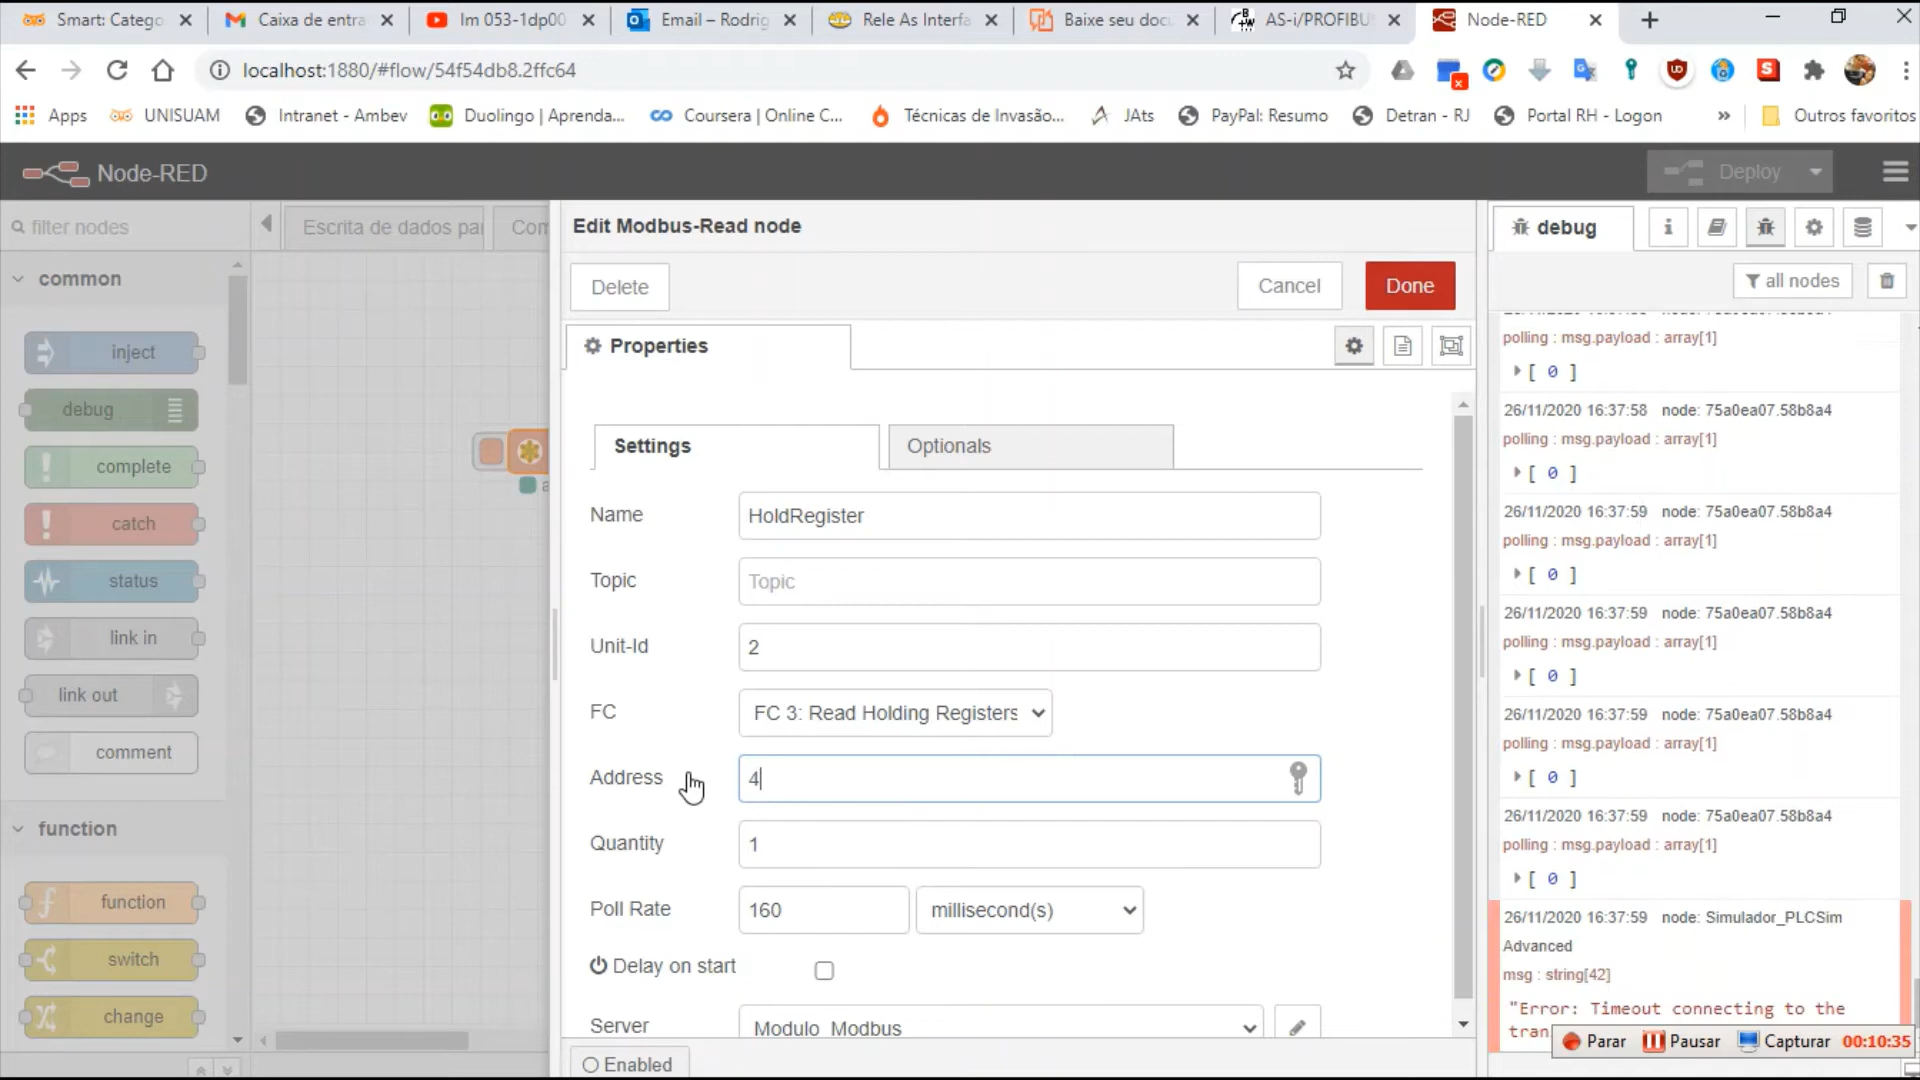 Smart: Catego
Caixa de entra
Im 053-1dp00
Email – Rodrig
Rele As Interfa
Baixe seu docu
AS-i/PROFIBU
Node-RED
localhost:1880/#flow/54f54db8.2ffc64
Apps
UNISUAM
Intranet - Ambev
Duolingo | Aprenda...
Coursera | Online C...
Técnicas de Invasão...
JAts
PayPal: Resumo
Detran - RJ
Portal RH - Logon
»
Outros favoritos
Node-RED
Deploy
filter nodes
Escrita de dados par
Com
Edit Modbus-Read node
debug
Delete
Cancel
Done
all nodes
common
Properties
inject
debug
complete
catch
status
link in
link out
comment
function
function
switch
change
Settings
Optionals
Name
HoldRegister
Topic
Topic
Unit-Id
2
FC
FC 3: Read Holding Registers
Address
4
Quantity
1
Poll Rate
160
millisecond(s)
Delay on start
Server
Modulo_Modbus
Enabled
polling : msg.payload : array[1]
[ 0 ]
26/11/2020 16:37:58 node: 75a0ea07.58b8a4
polling : msg.payload : array[1]
[ 0 ]
26/11/2020 16:37:59 node: 75a0ea07.58b8a4
polling : msg.payload : array[1]
[ 0 ]
26/11/2020 16:37:59 node: 75a0ea07.58b8a4
polling : msg.payload : array[1]
[ 0 ]
26/11/2020 16:37:59 node: 75a0ea07.58b8a4
polling : msg.payload : array[1]
[ 0 ]
26/11/2020 16:37:59 node: 75a0ea07.58b8a4
polling : msg.payload : array[1]
[ 0 ]
26/11/2020 16:37:59 node: Simulador_PLCSim
Advanced
msg : string[42]
"Error: Timeout connecting to the
tran
Parar
Pausar
Capturar
00:10:35